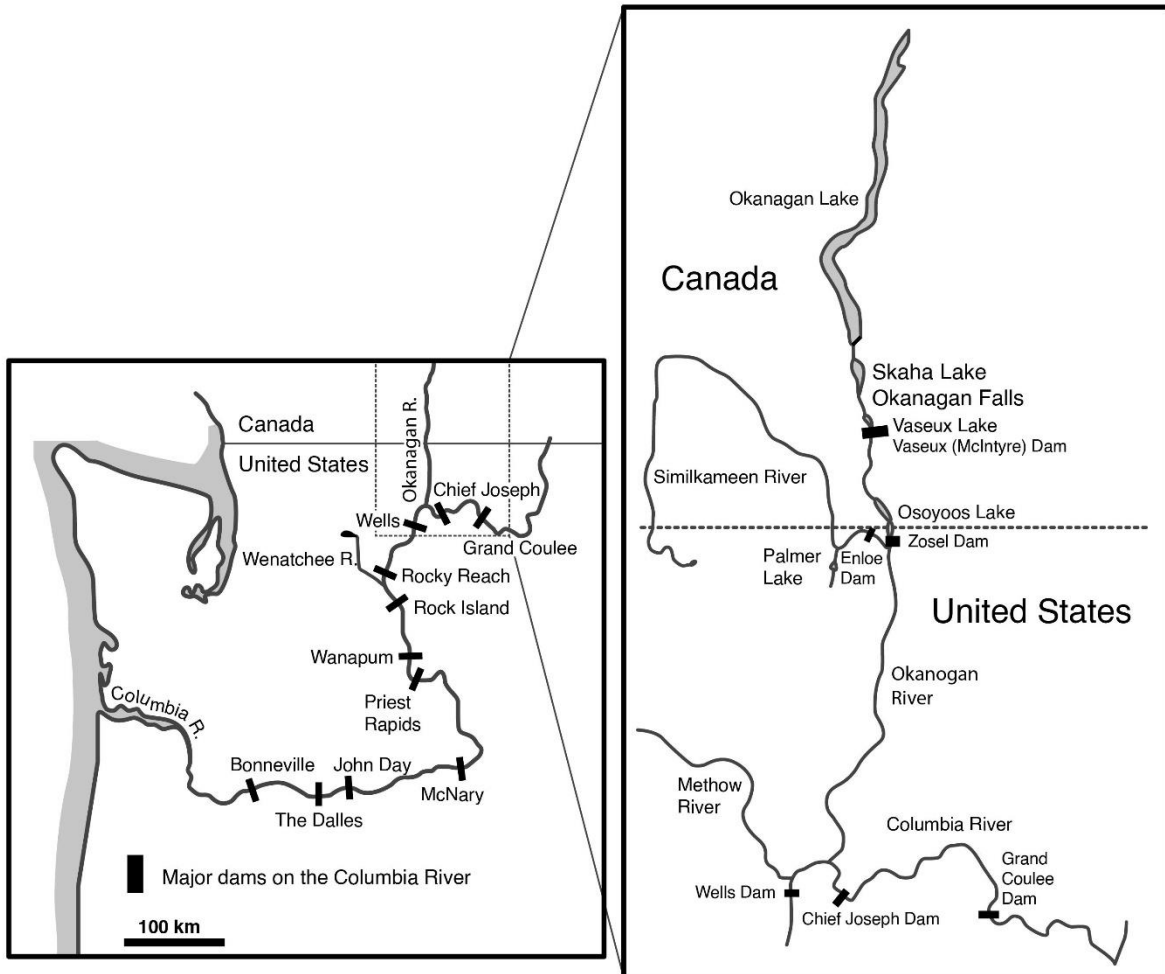 Canada
United States
Okanagan R.
Chief Joseph
Wells
Grand Coulee
Wenatchee R.
Rocky Reach
Rock Island
Wanapum
Priest
Rapids
Columbia R.
Bonneville
John Day
The Dalles
McNary
Major dams on the Columbia River
100 km
Okanagan Lake
Canada
Skaha Lake
Okanagan Falls
Vaseux Lake
Vaseux (McIntyre) Dam
Similkameen
River
Osoyoos Lake
Zosel Dam
Palmer
Lake
Enloe
Dam
United States
Okanogan
River
Methow
River
Columbia River
Grand
Coulee
Dam
Wells Dam
Chief Joseph Dam